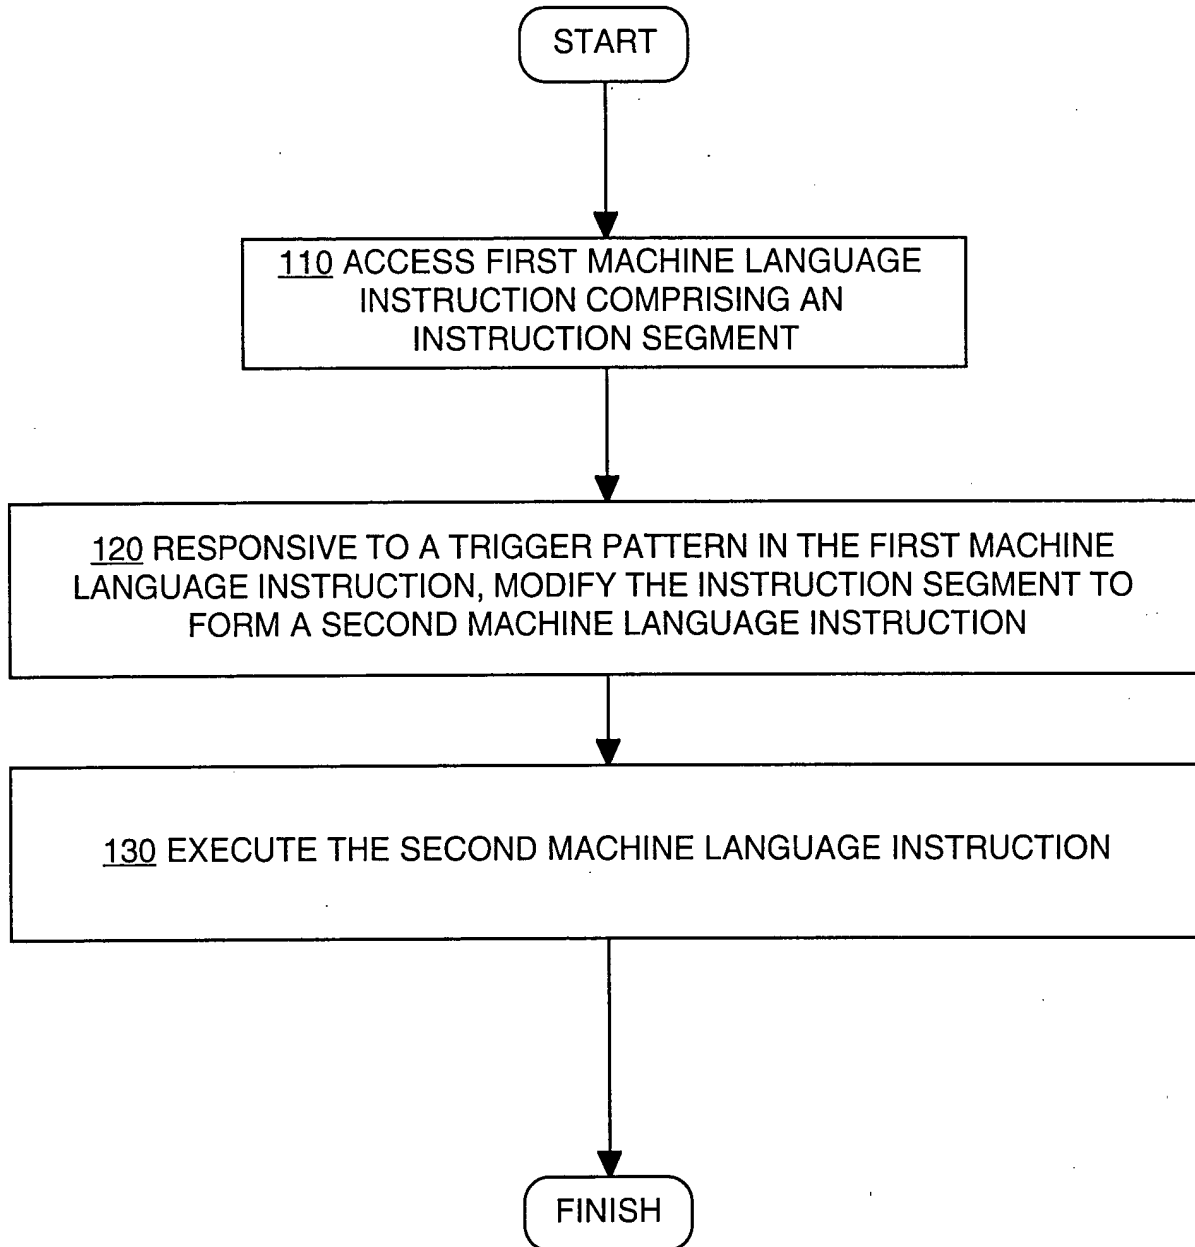 START
110 ACCESS FIRST MACHINE LANGUAGE
INSTRUCTION COMPRISING AN
INSTRUCTION SEGMENT
120 RESPONSIVE TO A TRIGGER PATTERN IN THE FIRST MACHINE
LANGUAGE INSTRUCTION, MODIFY THE INSTRUCTION SEGMENT TO
FORM A SECOND MACHINE LANGUAGE INSTRUCTION
130 EXECUTE THE SECOND MACHINE LANGUAGE INSTRUCTION
FINISH